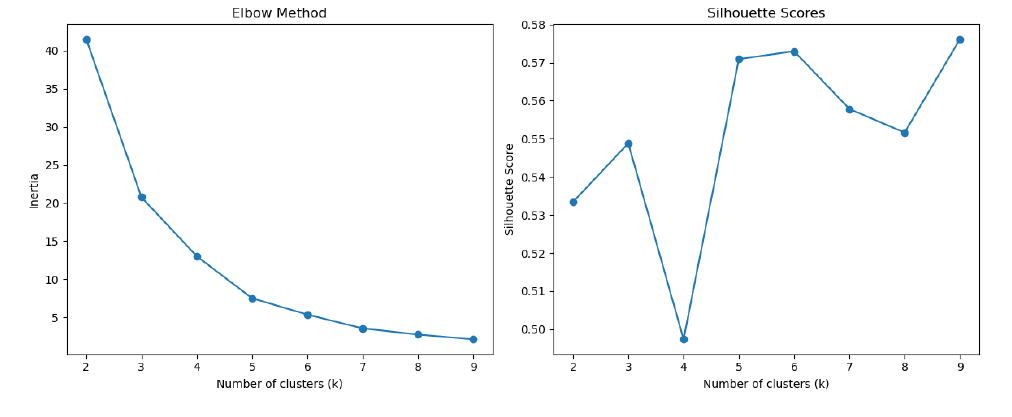 Elbow Method
Inertia
40
35
30
25
20
15
10
5
2 3 4 5 6 7 8 9
Number of clusters (k)
Silhouette Scores
Silhouette Score
0.58
0.57
0.56
0.55
0.54
0.53
0.52
0.51
0.50
2 3 4 5 6 7 8 9
Number of clusters (k)